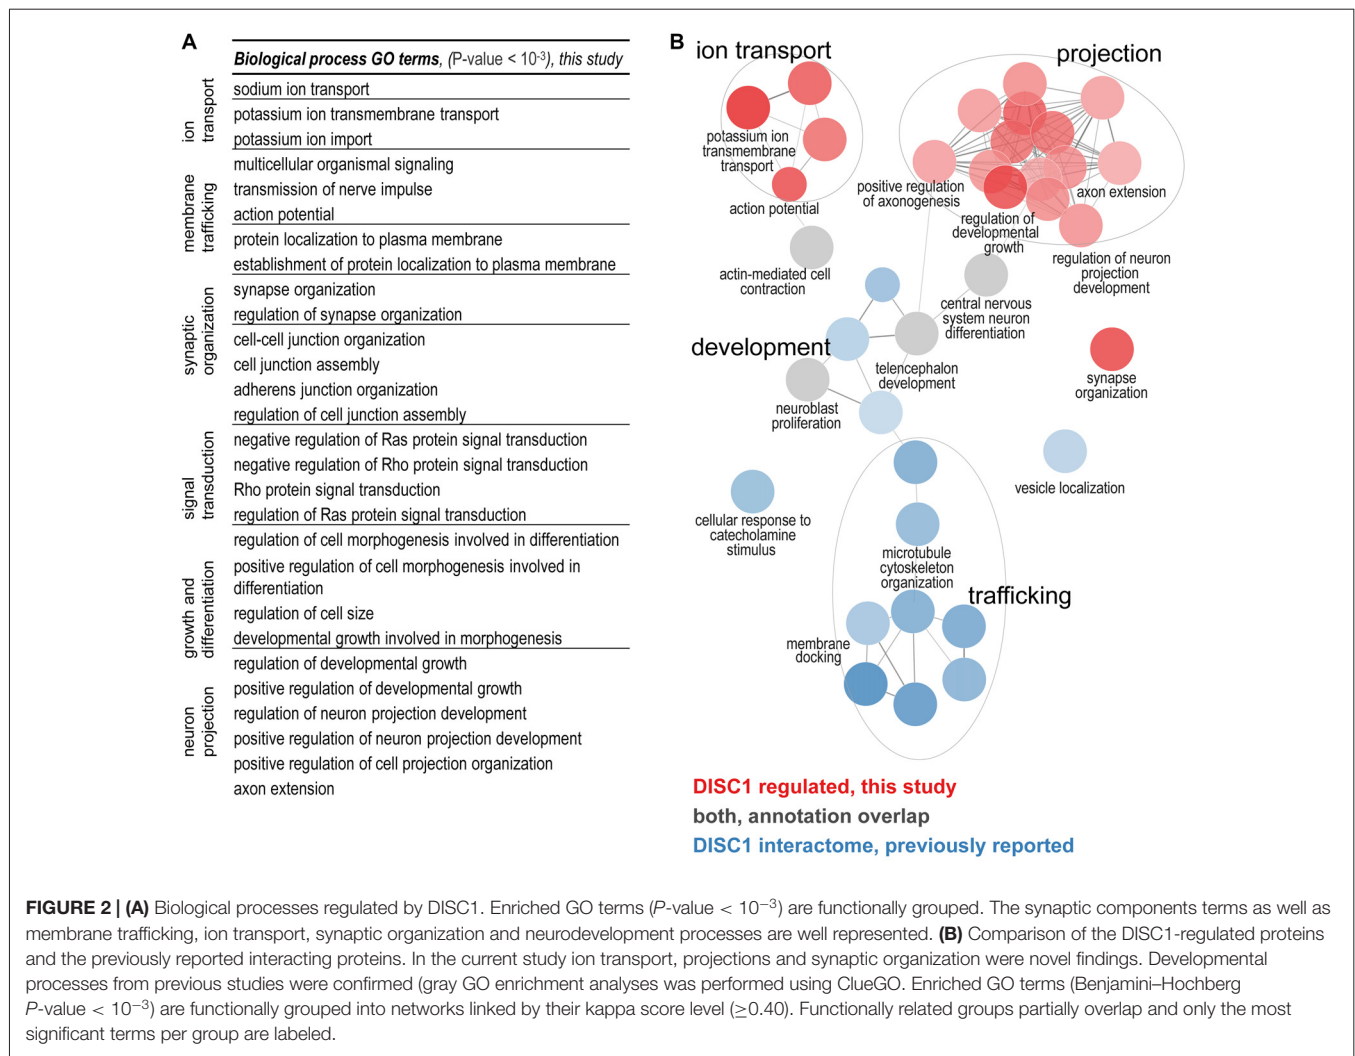 A
Biological process GO terms, (P-value < 10-3), this study
ion
transport
sodium ion transport
potassium ion transmembrane transport
potassium ion import
membrane
trafficking
multicellular organismal signaling
transmission of nerve impulse
action potential
protein localization to plasma membrane
establishment of protein localization to plasma membrane
synaptic
organization
synapse organization
regulation of synapse organization
cell-cell junction organization
cell junction assembly
adherens junction organization
regulation of cell junction assembly
signal
transduction
negative regulation of Ras protein signal transduction
negative regulation of Rho protein signal transduction
Rho protein signal transduction
regulation of Ras protein signal transduction
growth and
differentiation
regulation of cell morphogenesis involved in differentiation
positive regulation of cell morphogenesis involved in
differentiation
regulation of cell size
developmental growth involved in morphogenesis
neuron
projection
regulation of developmental growth
positive regulation of developmental growth
regulation of neuron projection development
positive regulation of neuron projection development
positive regulation of cell projection organization
axon extension
B
ion transport
potassium ion
transmembrane
transport
action potential
actin-mediated cell
contraction
projection
positive regulation
of axonogenesis
axon extension
regulation of
developmental
growth
regulation of neuron
projection
development
central nervous
system neuron
differentiation
development
telencephalon
development
neuroblast
proliferation
synapse
organization
vesicle localization
cellular response to
catecholamine
stimulus
microtubule
cytoskeleton
organization
trafficking
membrane
docking
DISC1 regulated, this study
both, annotation overlap
DISC1 interactome, previously reported
FIGURE 2 | (A) Biological processes regulated by DISC1. Enriched GO terms (P-value < 10−3) are functionally grouped. The synaptic components terms as well as
membrane trafficking, ion transport, synaptic organization and neurodevelopment processes are well represented. (B) Comparison of the DISC1-regulated proteins
and the previously reported interacting proteins. In the current study ion transport, projections and synaptic organization were novel findings. Developmental
processes from previous studies were confirmed (gray GO enrichment analyses was performed using ClueGO. Enriched GO terms (Benjamini–Hochberg
P-value < 10−3) are functionally grouped into networks linked by their kappa score level (≥0.40). Functionally related groups partially overlap and only the most
significant terms per group are labeled.